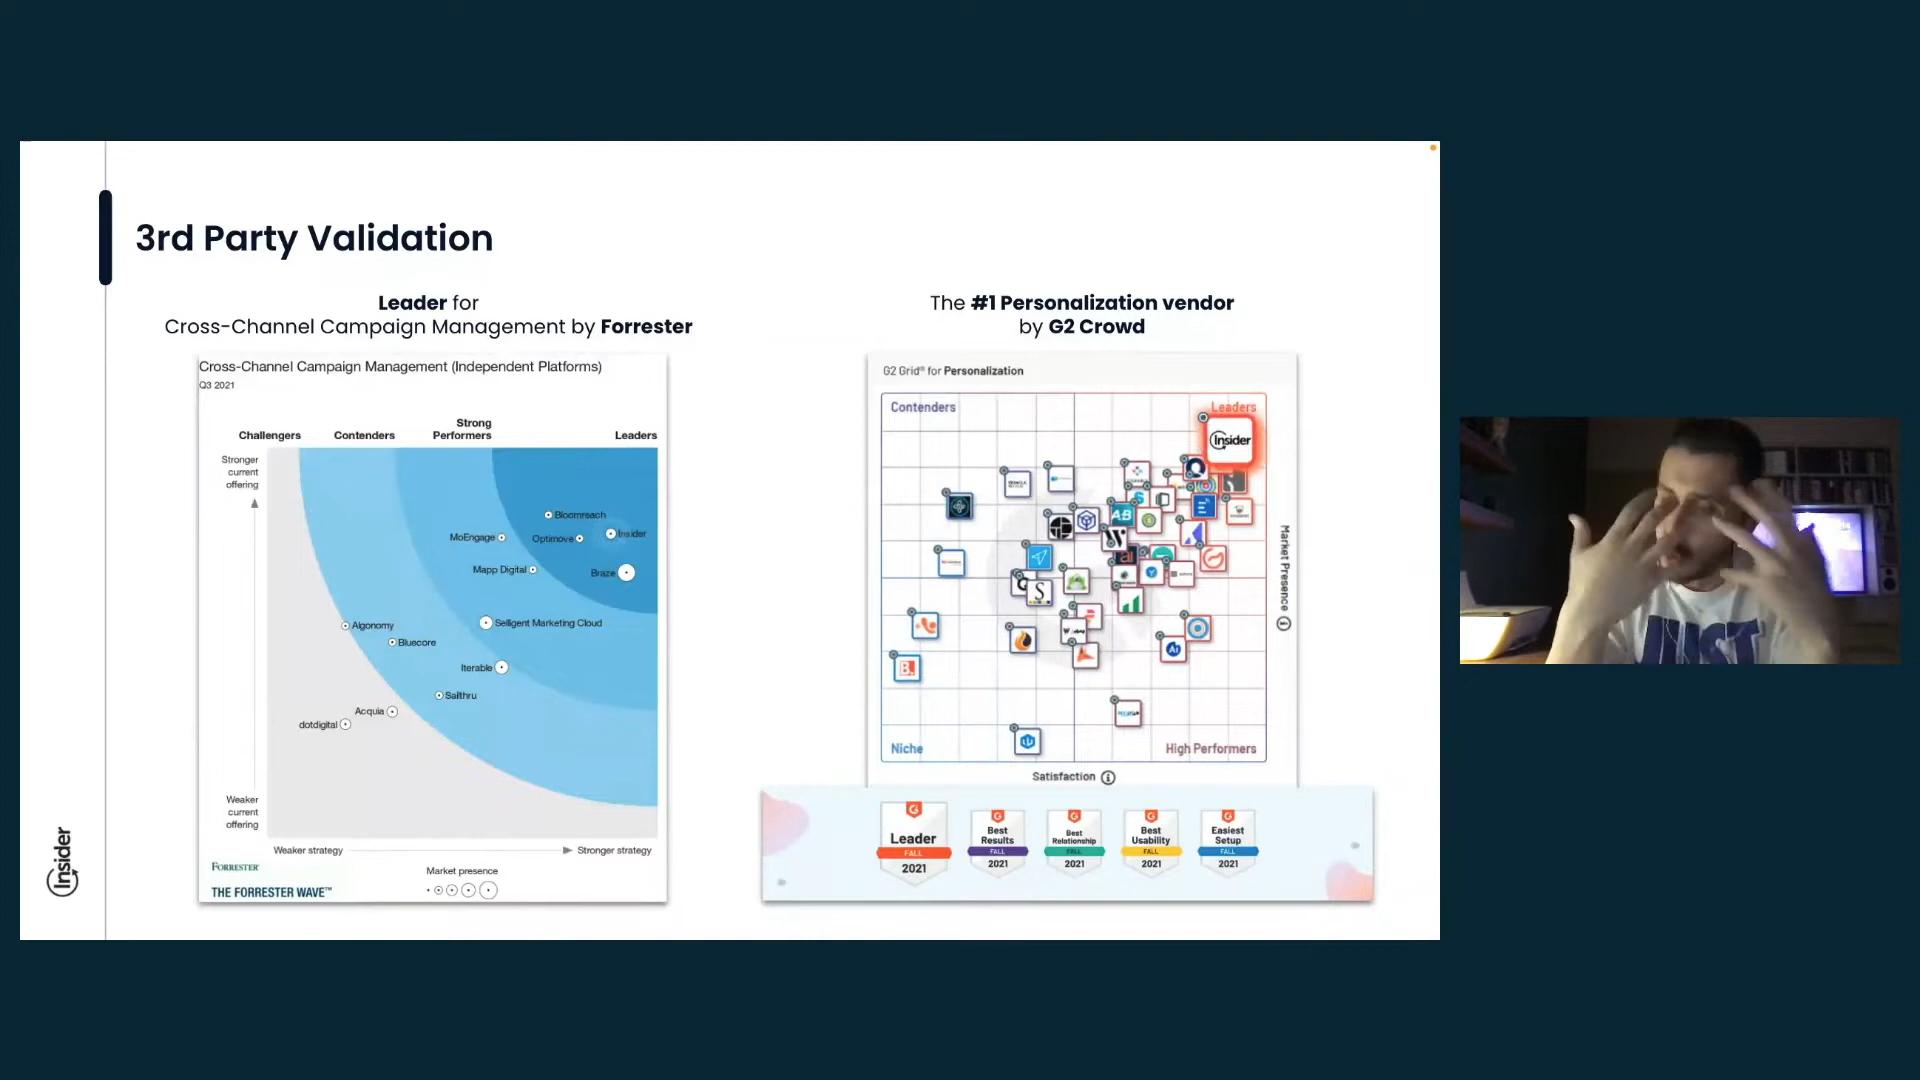 3rd Party Validation
Leader for
Cross-Channel Campaign Management by Forrester
Cross-Channel Campaign Management (Independent Platforms)
Q3 2021
Challengers
Contenders
Strong
Performers
Leaders
Stronger
current
offering
Bloomreach
MoEngage
Optimove
Insider
Mapp Digital
Braze
Selligent Marketing Cloud
Algonomy
Bluecore
Iterable
Sailthru
Acquia
dotdigital
Weaker
current
offering
Weaker strategy
Stronger strategy
Market presence
FORRESTER
THE FORRESTER WAVE™
The #1 Personalization vendor
by G2 Crowd
G2 Grid® for Personalization
Contenders
Leaders
Insider
AB
S
Niche
High Performers
Market Presence
Satisfaction
Leader
FALL
2021
Best
Results
FALL
2021
Best
Relationship
FALL
2021
Best
Usability
FALL
2021
Easiest
Setup
FALL
2021
Insider
JUST